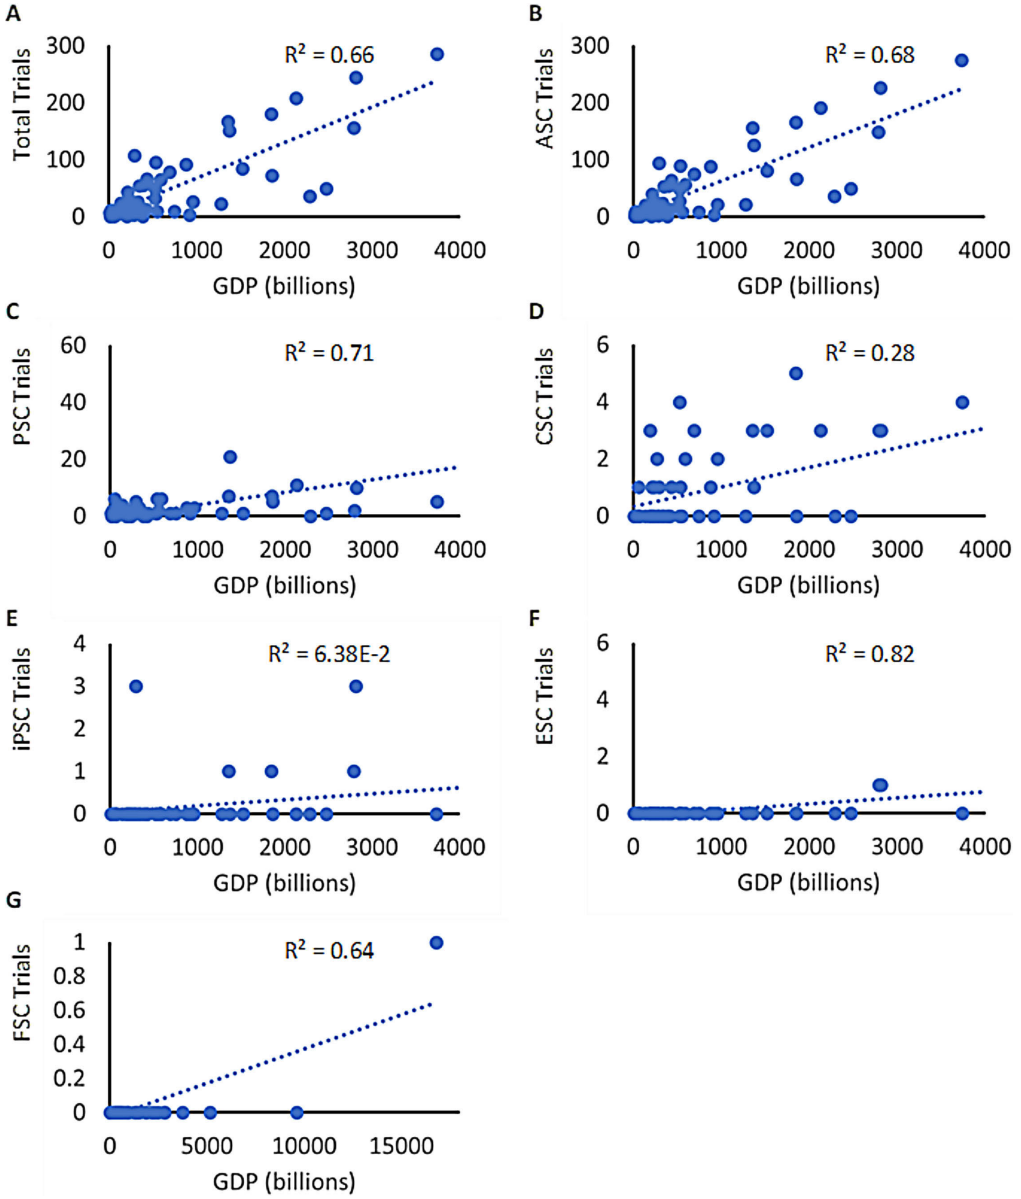 A
B
R² = 0.66
R² = 0.68
Total Trials
ASC Trials
300
200
100
0
300
200
100
0
0 1000 2000 3000 4000
0 1000 2000 3000 4000
GDP (billions)
GDP (billions)
C
D
R² = 0.71
R² = 0.28
PSC Trials
CSC Trials
60
40
20
0
6
4
2
0
0 1000 2000 3000 4000
0 1000 2000 3000 4000
GDP (billions)
GDP (billions)
E
F
R² = 6.38E-2
R² = 0.82
iPSC Trials
ESC Trials
4
3
2
1
0
6
4
2
0
0 1000 2000 3000 4000
0 1000 2000 3000 4000
GDP (billions)
GDP (billions)
G
R² = 0.64
FSC Trials
1
0.8
0.6
0.4
0.2
0
0 5000 10000 15000
GDP (billions)